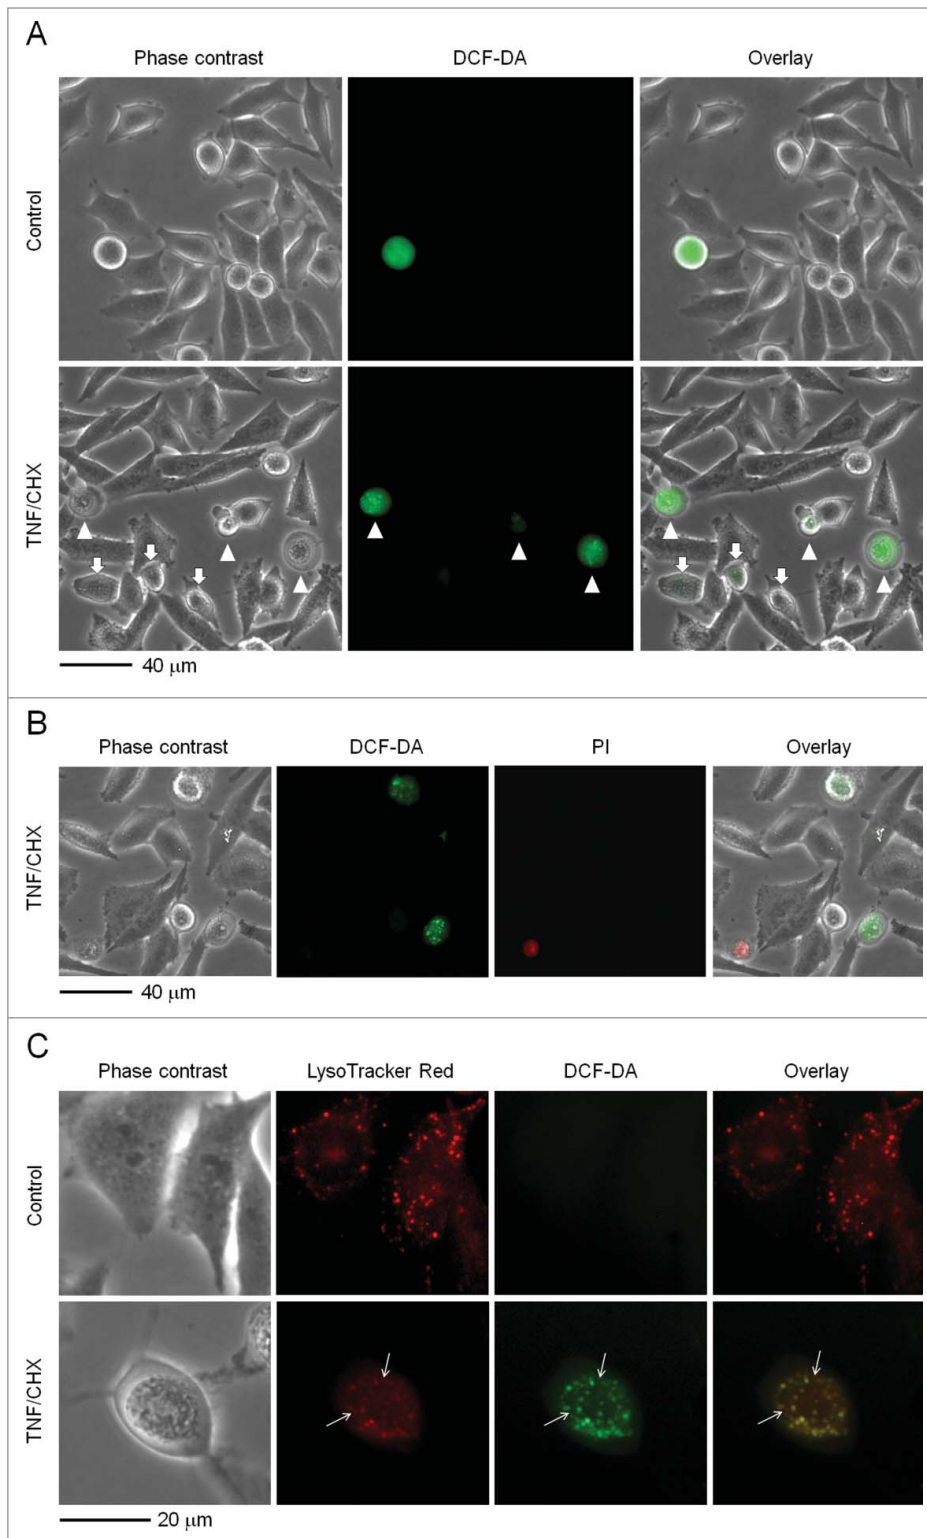 A
Phase contrast DCF-DA Overlay
Control
TNF/CHX
40 μm
B
Phase contrast DCF-DA PI Overlay
TNF/CHX
40 μm
C
Phase contrast LysoTracker Red DCF-DA Overlay
Control
TNF/CHX
20 μm